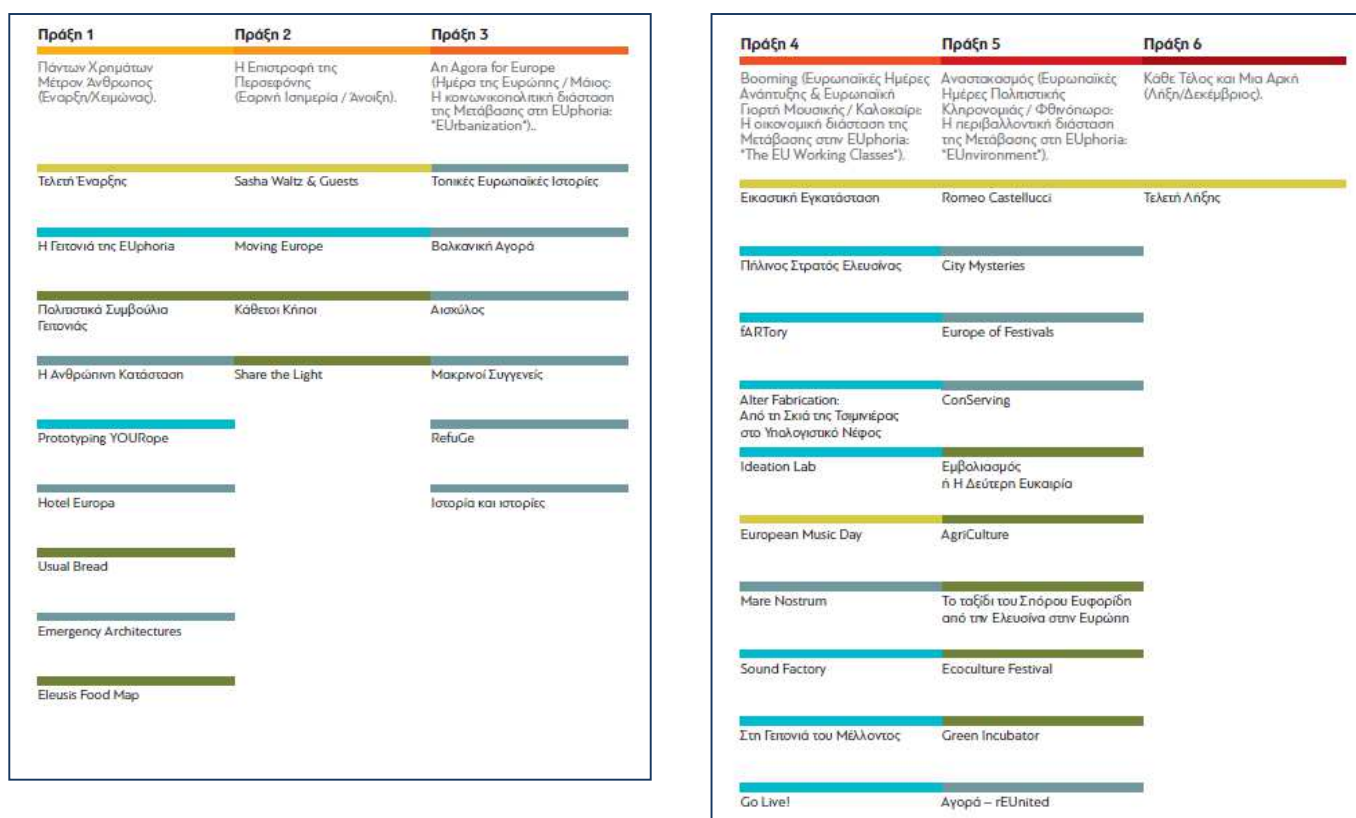 Πράξη 1
Πάντων Χρημάτων
Μέτρον Άνθρωπος
(Έναρξη/Χειμώνας).
Τελετή Έναρξης
Η Γειτονιά της EUphoria
Πολιτιστικά Συμβούλια
Γειτονιάς
Η Ανθρώπινη Κατάσταση
Prototyping YOURope
Hotel Europa
Usual Bread
Emergency Architectures
Eleusis Food Map
Πράξη 2
Η Επιστροφή της
Περσεφόνης
(Εαρινή Ισημερία / Άνοιξη).
Sasha Waltz & Guests
Moving Europe
Κάθετοι Κήποι
Share the Light
Πράξη 3
An Agora for Europe
(Ημέρα της Ευρώπης / Μάιος:
Η κοινωνικοπολιτική διάσταση
της Μετάβασης στη EUphoria:
"EUrbanization")..
Τοπικές Ευρωπαϊκές Ιστορίες
Βαλκανική Αγορά
Αισχύλος
Μακρινοί Συγγενείς
RefuGe
Ιστορία και ιστορίες
Πράξη 4
Booming (Ευρωπαϊκές Ημέρες
Ανάπτυξης & Ευρωπαϊκή
Γιορτή Μουσικής / Καλοκαίρι:
Η οικονομική διάσταση της
Μετάβασης στην EUphoria:
"The EU Working Classes").
Εικαστική Εγκατάσταση
Πήλινος Στρατός Ελευσίνας
fARTory
Alter Fabrication:
Από τη Σκιά της Τσιμινιέρας
στο Υπολογιστικό Νέφος
Ideation Lab
European Music Day
Mare Nostrum
Sound Factory
Στη Γειτονιά του Μέλλοντος
Go Live!
Πράξη 5
Αναστοχασμός (Ευρωπαϊκές
Ημέρες Πολιτιστικής
Κληρονομιάς / Φθινόπωρο:
Η περιβαλλοντική διάσταση
της Μετάβασης στη EUphoria:
"EUnvironment").
Romeo Castellucci
City Mysteries
Europe of Festivals
ConServing
Εμβολιασμός
ή Η Δεύτερη Ευκαιρία
AgriCulture
Το ταξίδι του Σπόρου Ευφορίδη
από την Ελευσίνα στην Ευρώπη
Ecoculture Festival
Green Incubator
Αγορά – rEUnited
Πράξη 6
Κάθε Τέλος και Μια Αρχή
(Λήξη/Δεκέμβριος).
Τελετή Λήξης